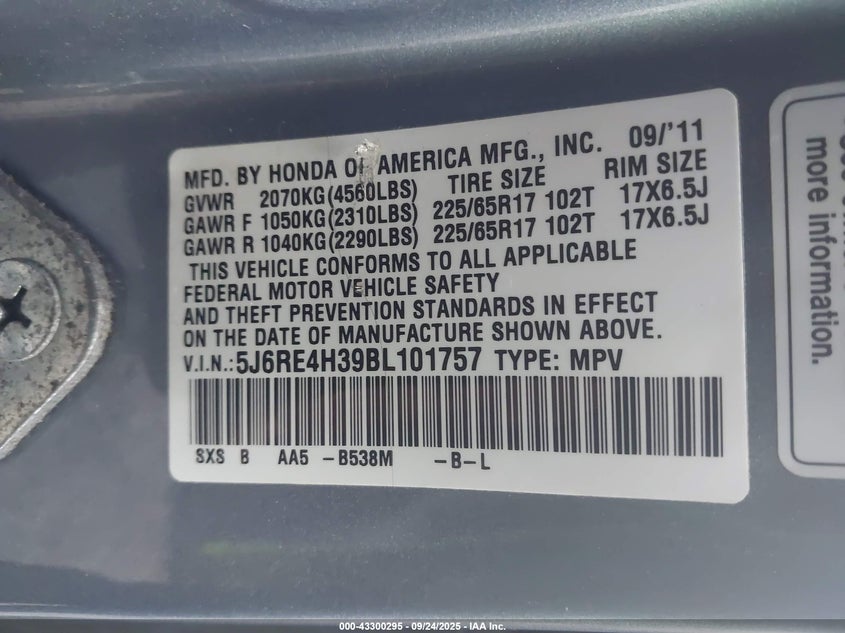 MFD. BY HONDA OF AMERICA MFG., INC. 09/'11
GVWR 2070KG(4560LBS) TIRE SIZE RIM SIZE
GAWR F 1050KG(2310LBS) 225/65R17 102T 17X6.5J
GAWR R 1040KG(2290LBS) 225/65R17 102T 17X6.5J
THIS VEHICLE CONFORMS TO ALL APPLICABLE
FEDERAL MOTOR VEHICLE SAFETY
AND THEFT PREVENTION STANDARDS IN EFFECT
ON THE DATE OF MANUFACTURE SHOWN ABOVE.
V.I.N.:5J6RE4H39BL101757 TYPE: MPV
SXS B AA5 -B538M -B-L
more information.
000-43300295 - 09/24/2025 - IAA Inc.